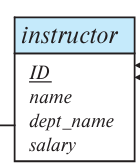 instructor
ID
name
dept_name
salary